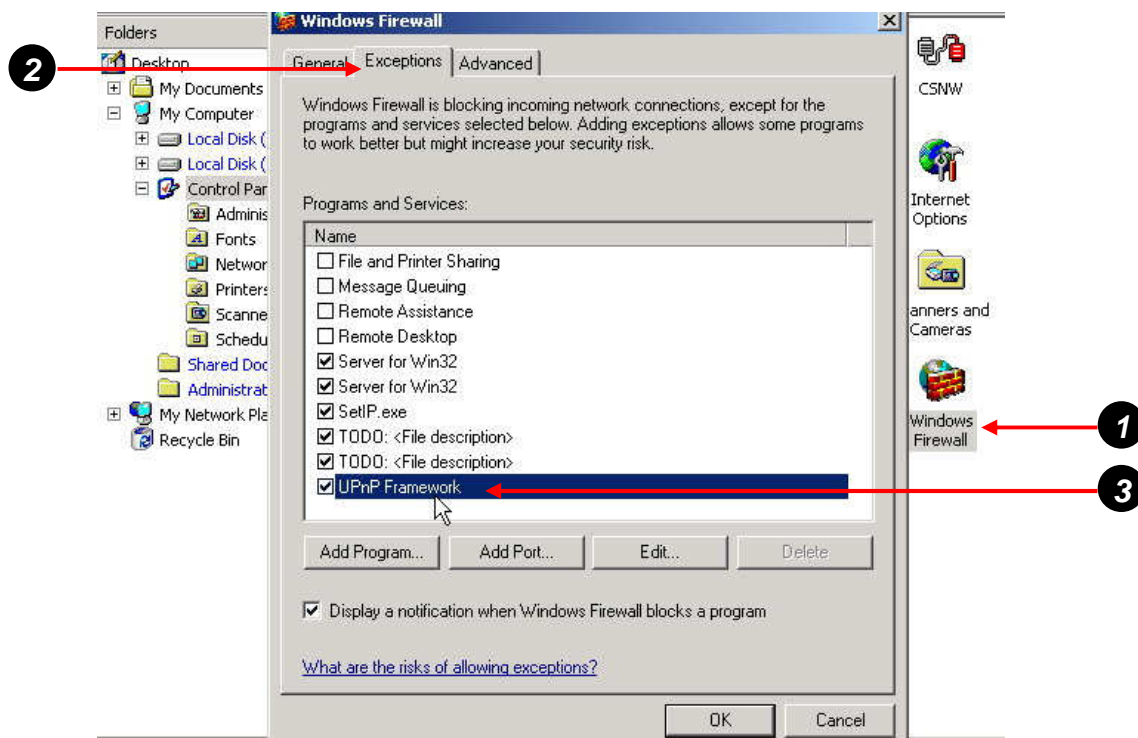 Folders
Desktop
My Documents
My Computer
Local Disk (
Local Disk (
Control Par
Adminis
Fonts
Networ
Printers
Scanne
Schedu
Shared Doc
Administrat
My Network Pla
Recycle Bin
2
Windows Firewall
General
Exceptions
Advanced
Windows Firewall is blocking incoming network connections, except for the
programs and services selected below. Adding exceptions allows some programs
to work better but might increase your security risk.
Programs and Services:
Name
File and Printer Sharing
Message Queuing
Remote Assistance
Remote Desktop
Server for Win32
Server for Win32
SetIP.exe
TODO: <File description>
TODO: <File description>
UPnP Framework
Add Program...
Add Port...
Edit...
Delete
Display a notification when Windows Firewall blocks a program
What are the risks of allowing exceptions?
OK
Cancel
CSNW
Internet
Options
anners and
Cameras
Windows
Firewall
1
3